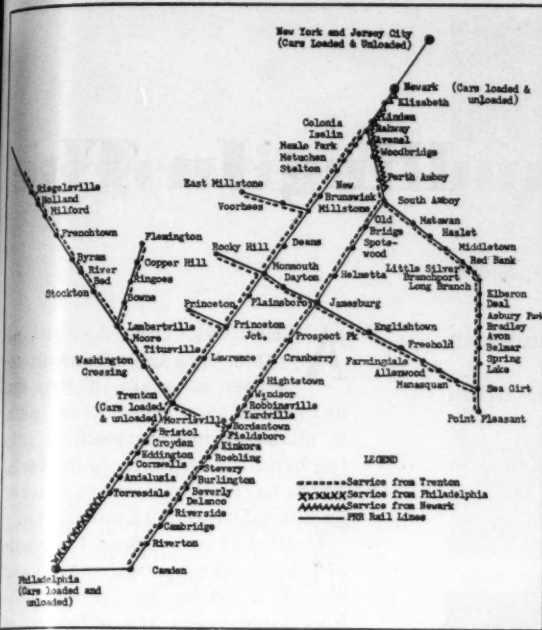 New York and Jersey City
(Cars Loaded & Unloaded)
Newark (Cars loaded &
unloaded)
Elizabeth
Linden
Rahway
Avenel
Woodbridge
Perth Amboy
South Amboy
Colonia
Iselin
Menlo Park
Metuchen
Stelton
New
Brunswick
Millstone
East Millstone
Voorhees
Deans
Rocky Hill
Monmouth
Dayton
Plainsboro
Jamesburg
Princeton
Princeton
Jct.
Lawrence
Old
Bridge
Spots-
wood
Helmetta
Matawan
Hazlet
Middletown
Red Bank
Little Silver
Branchport
Long Branch
Elberon
Deal
Asbury Park
Bradley
Avon
Belmar
Spring
Lake
Sea Girt
Point Pleasant
Englishtown
Freehold
Farmingdale
Allenwood
Manasquan
Prospect Pk
Cranberry
Hightstown
Windsor
Robbinsville
Yardville
Bordentown
Fieldsboro
Kinkora
Roebling
Stevery
Burlington
Beverly
Delanco
Riverside
Cambridge
Riverton
Camden
Riegelsville
Holland
Milford
Frenchtown
Byram
River
Bed
Stockton
Flemington
Copper Hill
Ringoes
Bowns
Lambertville
Moore
Titusville
Washington
Crossing
Trenton
(Cars loaded
& unloaded)
Morrisville
Bristol
Croyden
Eddington
Cornwells
Andalusia
Torresdale
Philadelphia
(Cars loaded and
unloaded)
LEGEND
Service from Trenton
Service from Philadelphia
Service from Newark
PRR Rail Lines